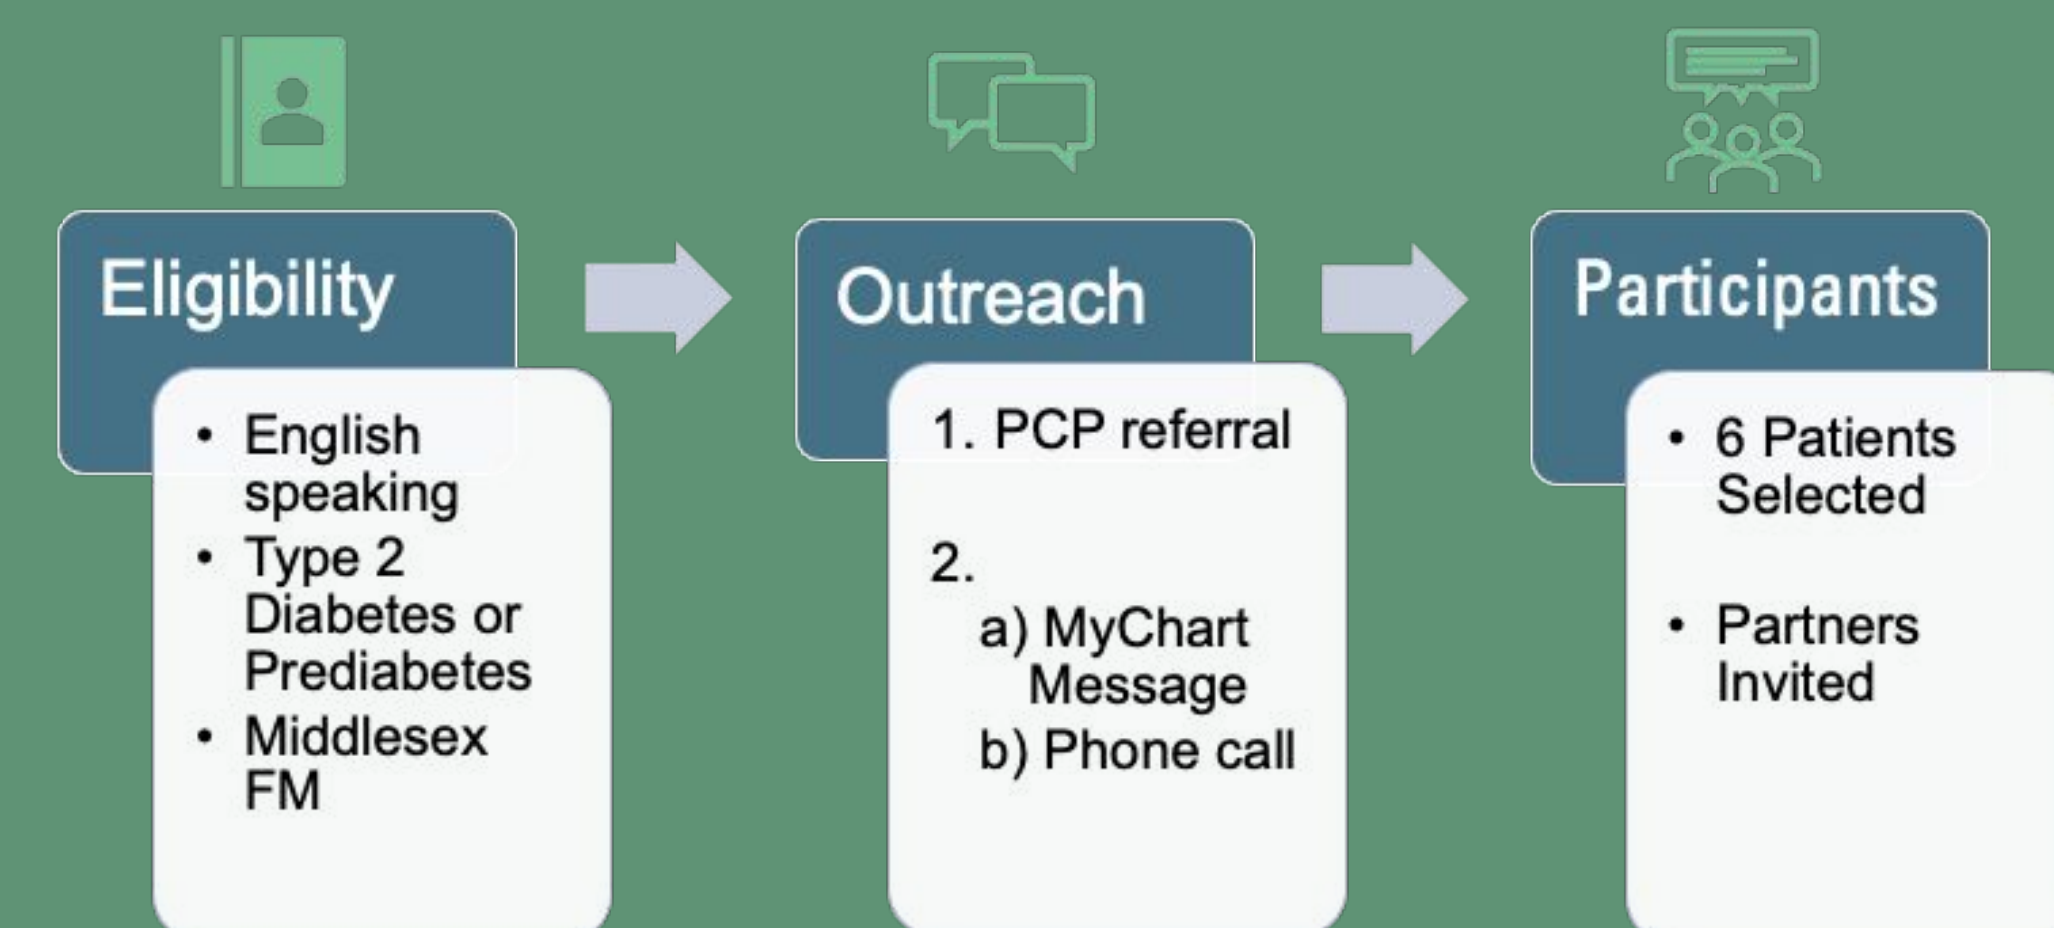 Eligibility
• English
speaking
• Type 2
Diabetes or
Prediabetes
• Middlesex
FM
Outreach
1. PCP referral
2.
a) MyChart
Message
b) Phone call
Participants
• 6 Patients
Selected
• Partners
Invited